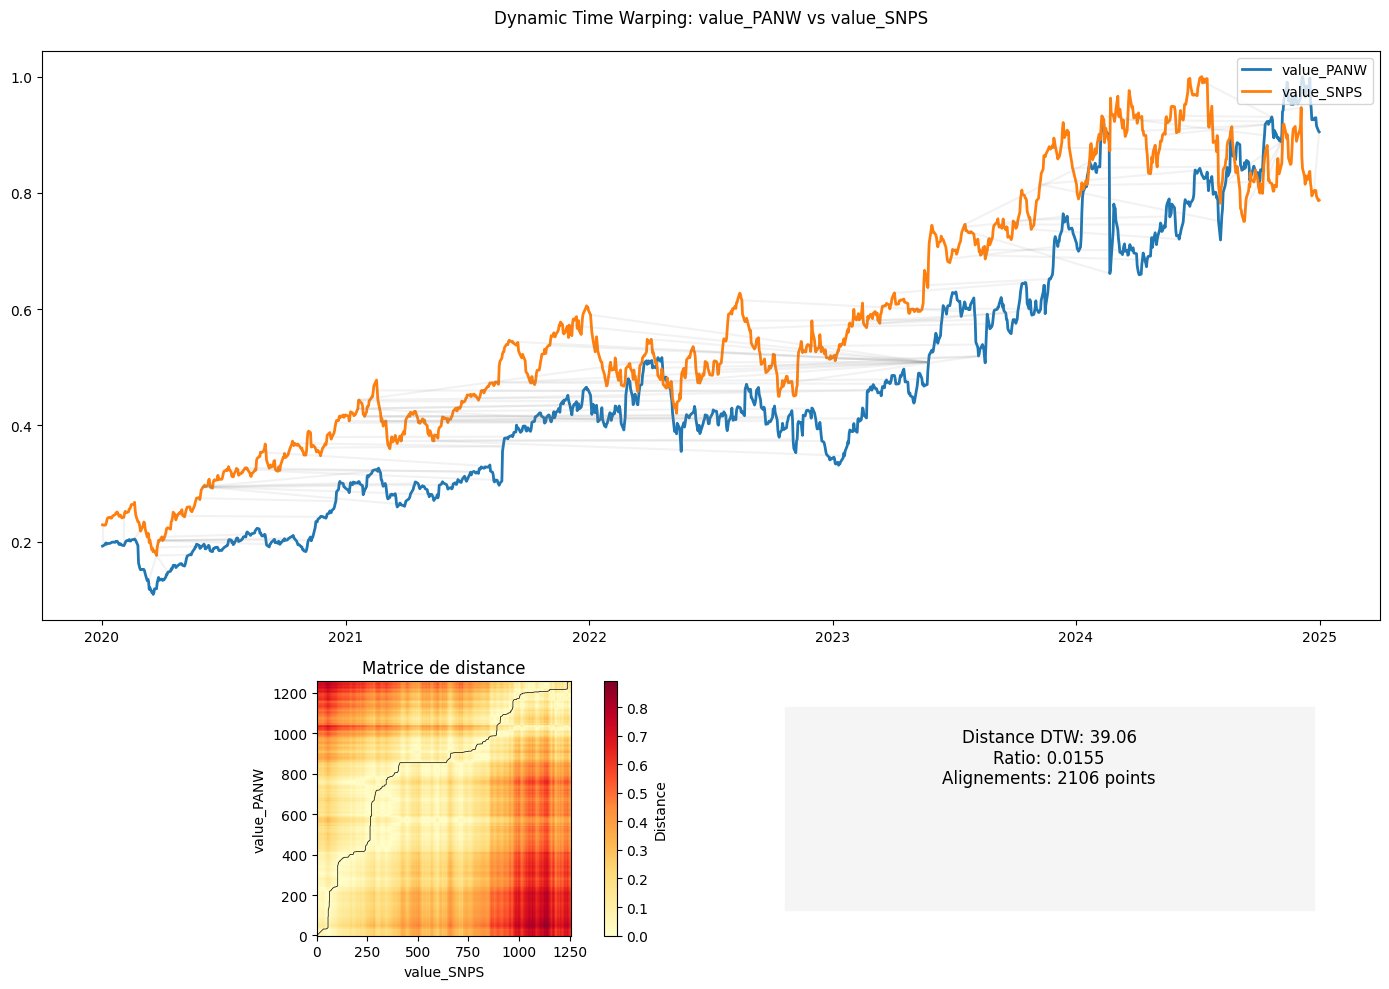 Dynamic Time Warping: value_PANW vs value_SNPS
value_PANW
value_SNPS
1.0
0.8
0.6
0.4
0.2
2020 2021 2022 2023 2024 2025
Matrice de distance
1200
1000
800
600
400
200
0
value_PANW
0 250 500 750 1000 1250
value_SNPS
0.8
0.7
0.6
0.5
0.4
0.3
0.2
0.1
0.0
Distance
Distance DTW: 39.06
Ratio: 0.0155
Alignements: 2106 points